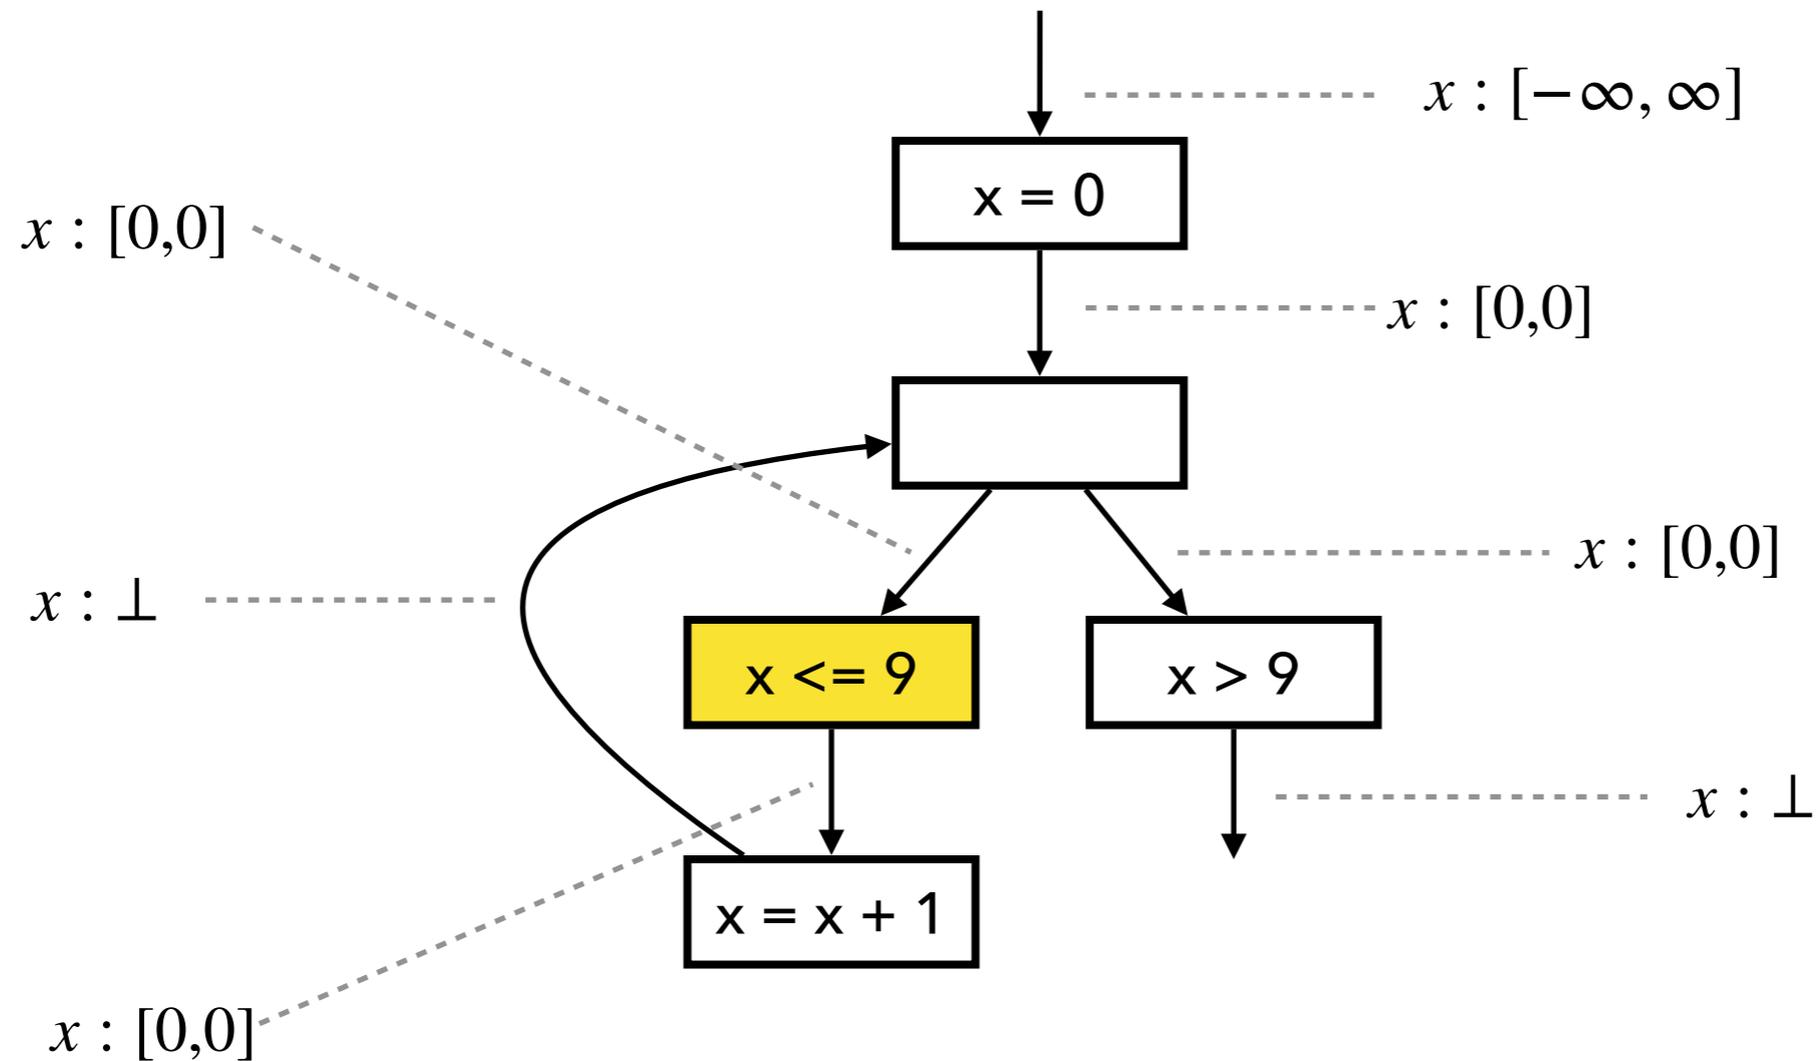 x : [−∞, ∞]
x = 0
x : [0,0]
x : [0,0]
x : [0,0]
x : ⊥
x <= 9
x > 9
x : ⊥
x = x + 1
x : [0,0]